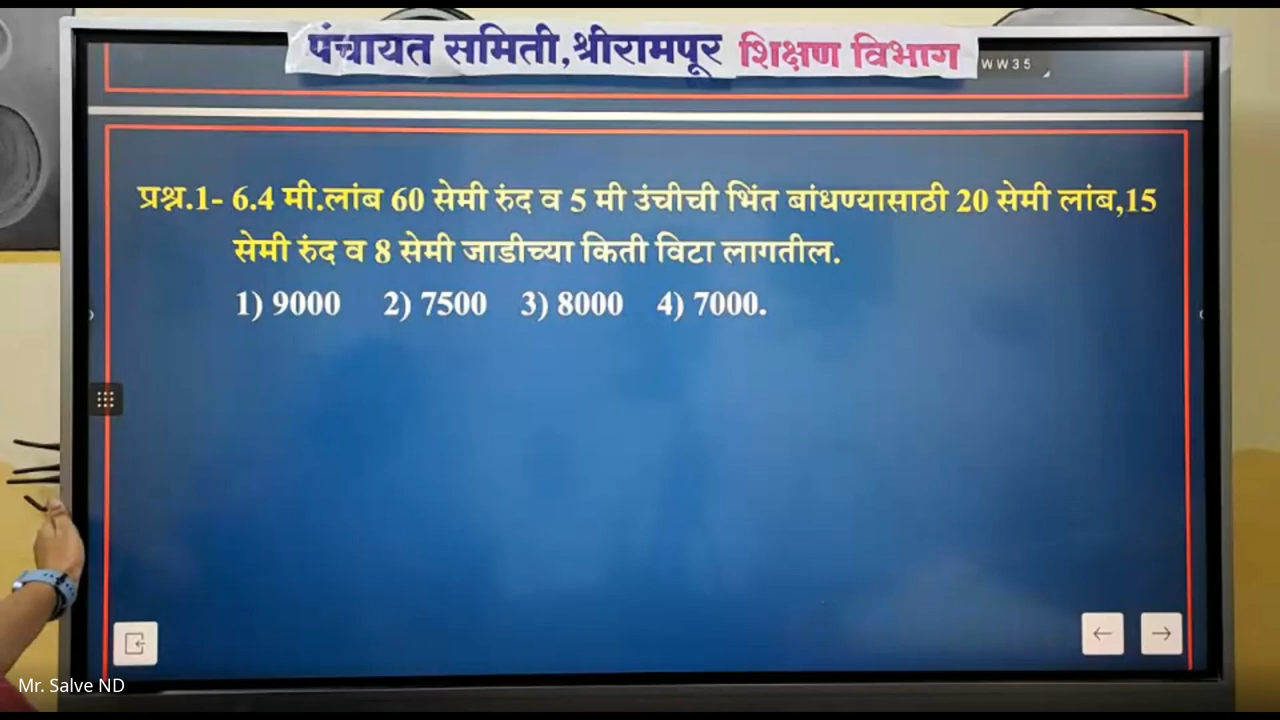 पंचायत समिती,श्रीरामपूर शिक्षण विभाग
WW35
प्रश्न.1- 6.4 मी.लांब 60 सेमी रुंद व 5 मी उंचीची भिंत बांधण्यासाठी 20 सेमी लांब,15
सेमी रुंद व 8 सेमी जाडीच्या किती विटा लागतील.
1) 9000 2) 7500 3) 8000 4) 7000.
Mr. Salve ND